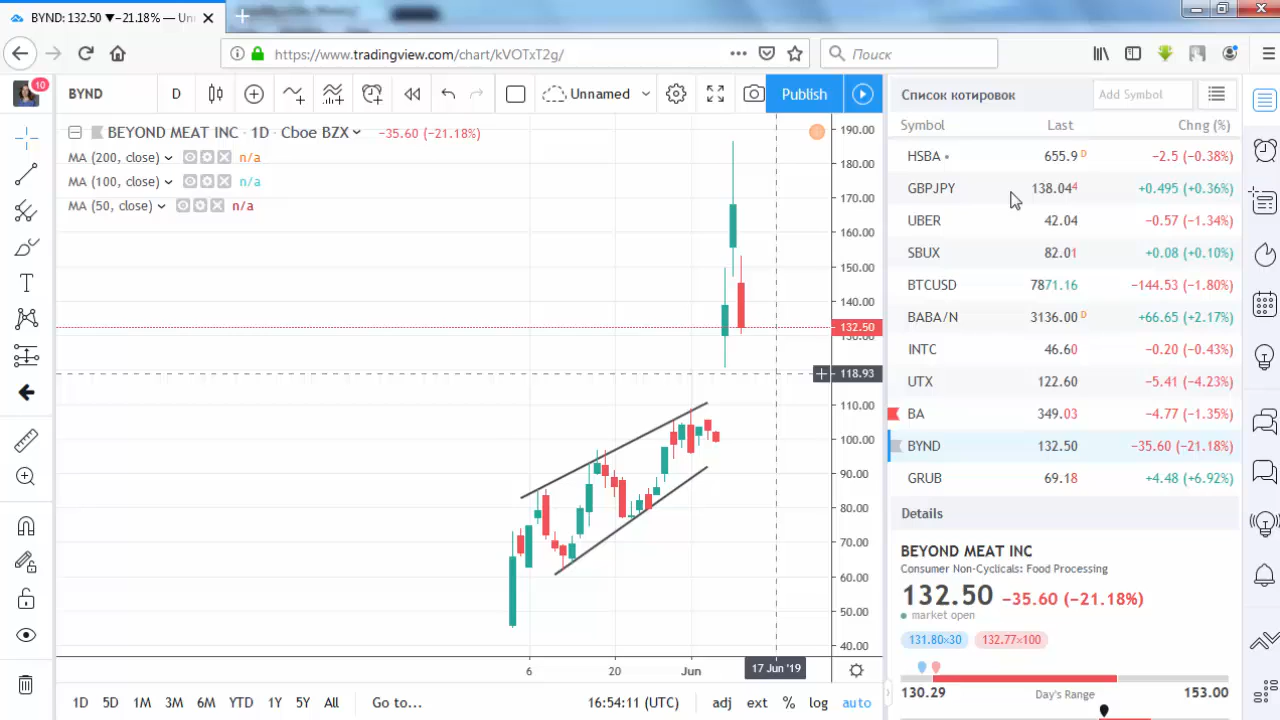 BYND: 132.50 ▼−21.18% — Un
https://www.tradingview.com/chart/kVOTxT2g/
Поиск
10
BYND
D
Unnamed
Publish
Список котировок
Add Symbol
BEYOND MEAT INC · 1D · Cboe BZX
−35.60 (−21.18%)
MA (200, close) n/a
MA (100, close) n/a
MA (50, close) n/a
190.00
180.00
170.00
160.00
150.00
140.00
132.50
130.00
118.93
110.00
100.00
90.00
80.00
70.00
60.00
50.00
40.00
6
20
Jun
17 Jun '19
1D 5D 1M 3M 6M YTD 1Y 5Y All Go to...
16:54:11 (UTC)
adj ext % log auto
Symbol Last Chng (%)
HSBA 655.9 D −2.5 (−0.38%)
GBPJPY 138.044 +0.495 (+0.36%)
UBER 42.04 −0.57 (−1.34%)
SBUX 82.01 +0.08 (+0.10%)
BTCUSD 7871.16 −144.53 (−1.80%)
BABA/N 3136.00 D +66.65 (+2.17%)
INTC 46.60 −0.20 (−0.43%)
UTX 122.60 −5.41 (−4.23%)
BA 349.03 −4.77 (−1.35%)
BYND 132.50 −35.60 (−21.18%)
GRUB 69.18 +4.48 (+6.92%)
Details
BEYOND MEAT INC
Consumer Non-Cyclicals: Food Processing
132.50 −35.60 (−21.18%)
market open
131.80×30 132.77×100
130.29 Day's Range 153.00